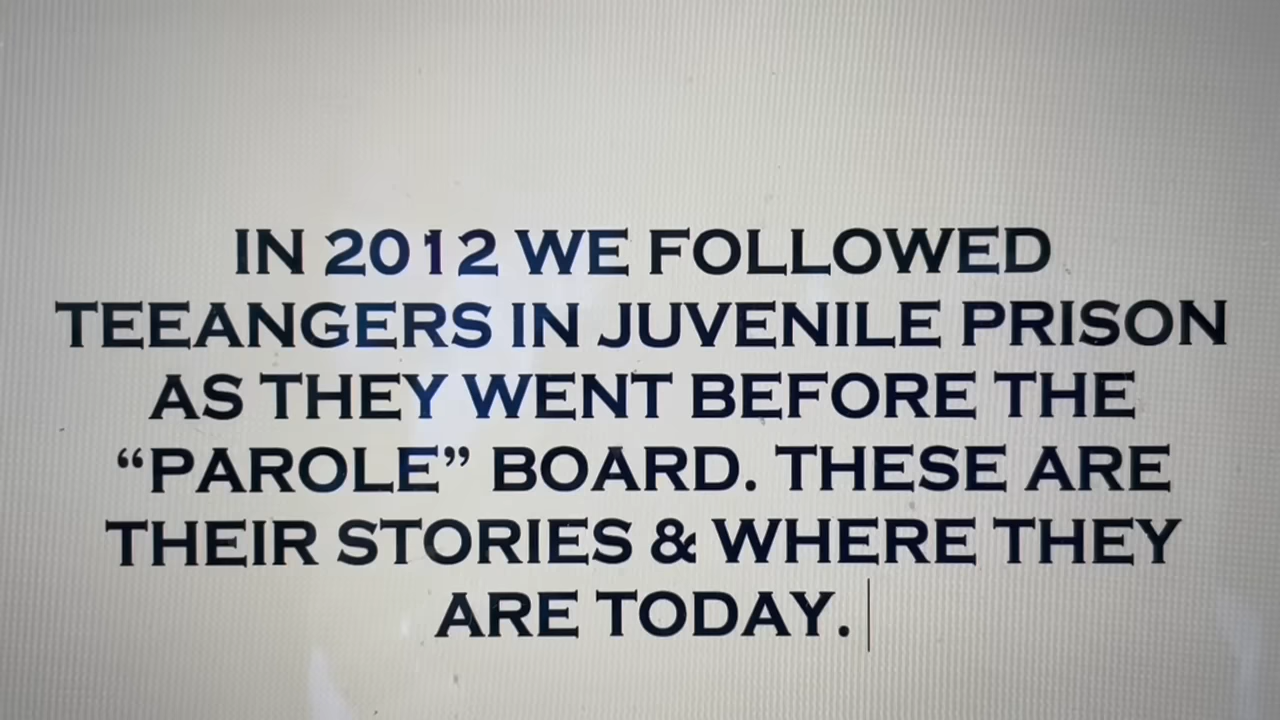 IN 2012 WE FOLLOWED
TEEANGERS IN JUVENILE PRISON
AS THEY WENT BEFORE THE
“PAROLE” BOARD. THESE ARE
THEIR STORIES & WHERE THEY
ARE TODAY.